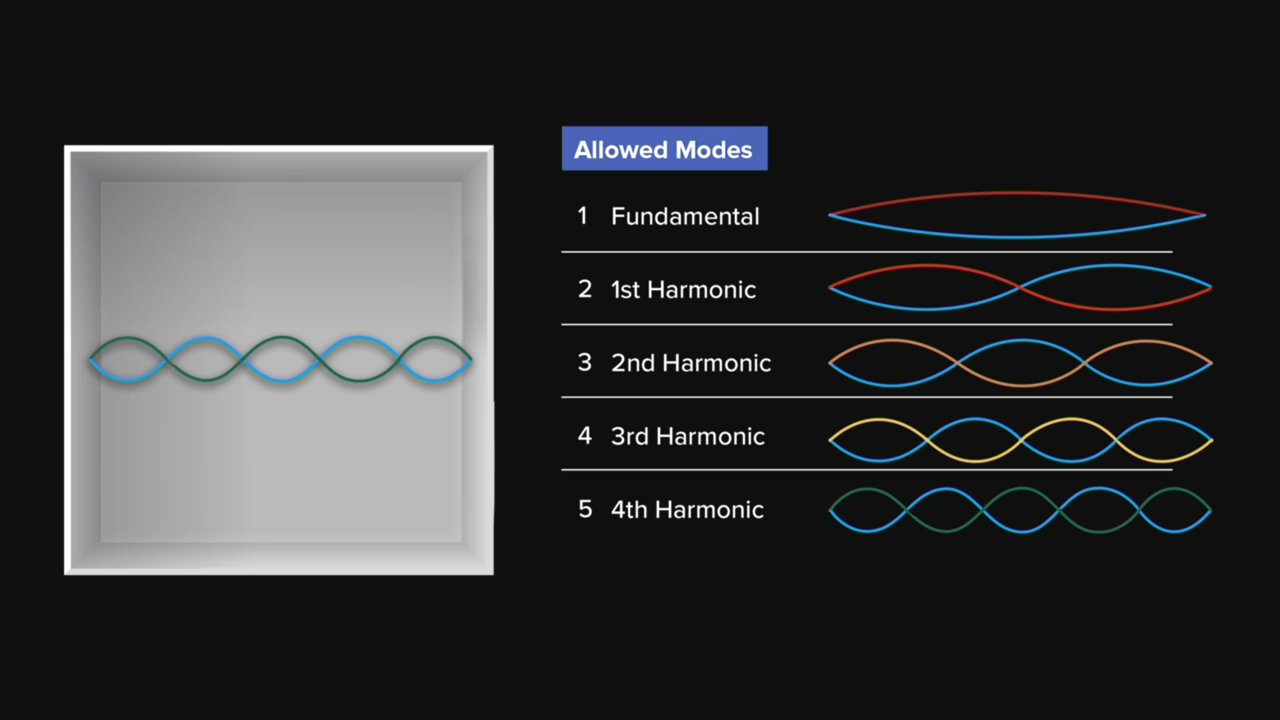 Allowed Modes
1 Fundamental
2 1st Harmonic
3 2nd Harmonic
4 3rd Harmonic
5 4th Harmonic